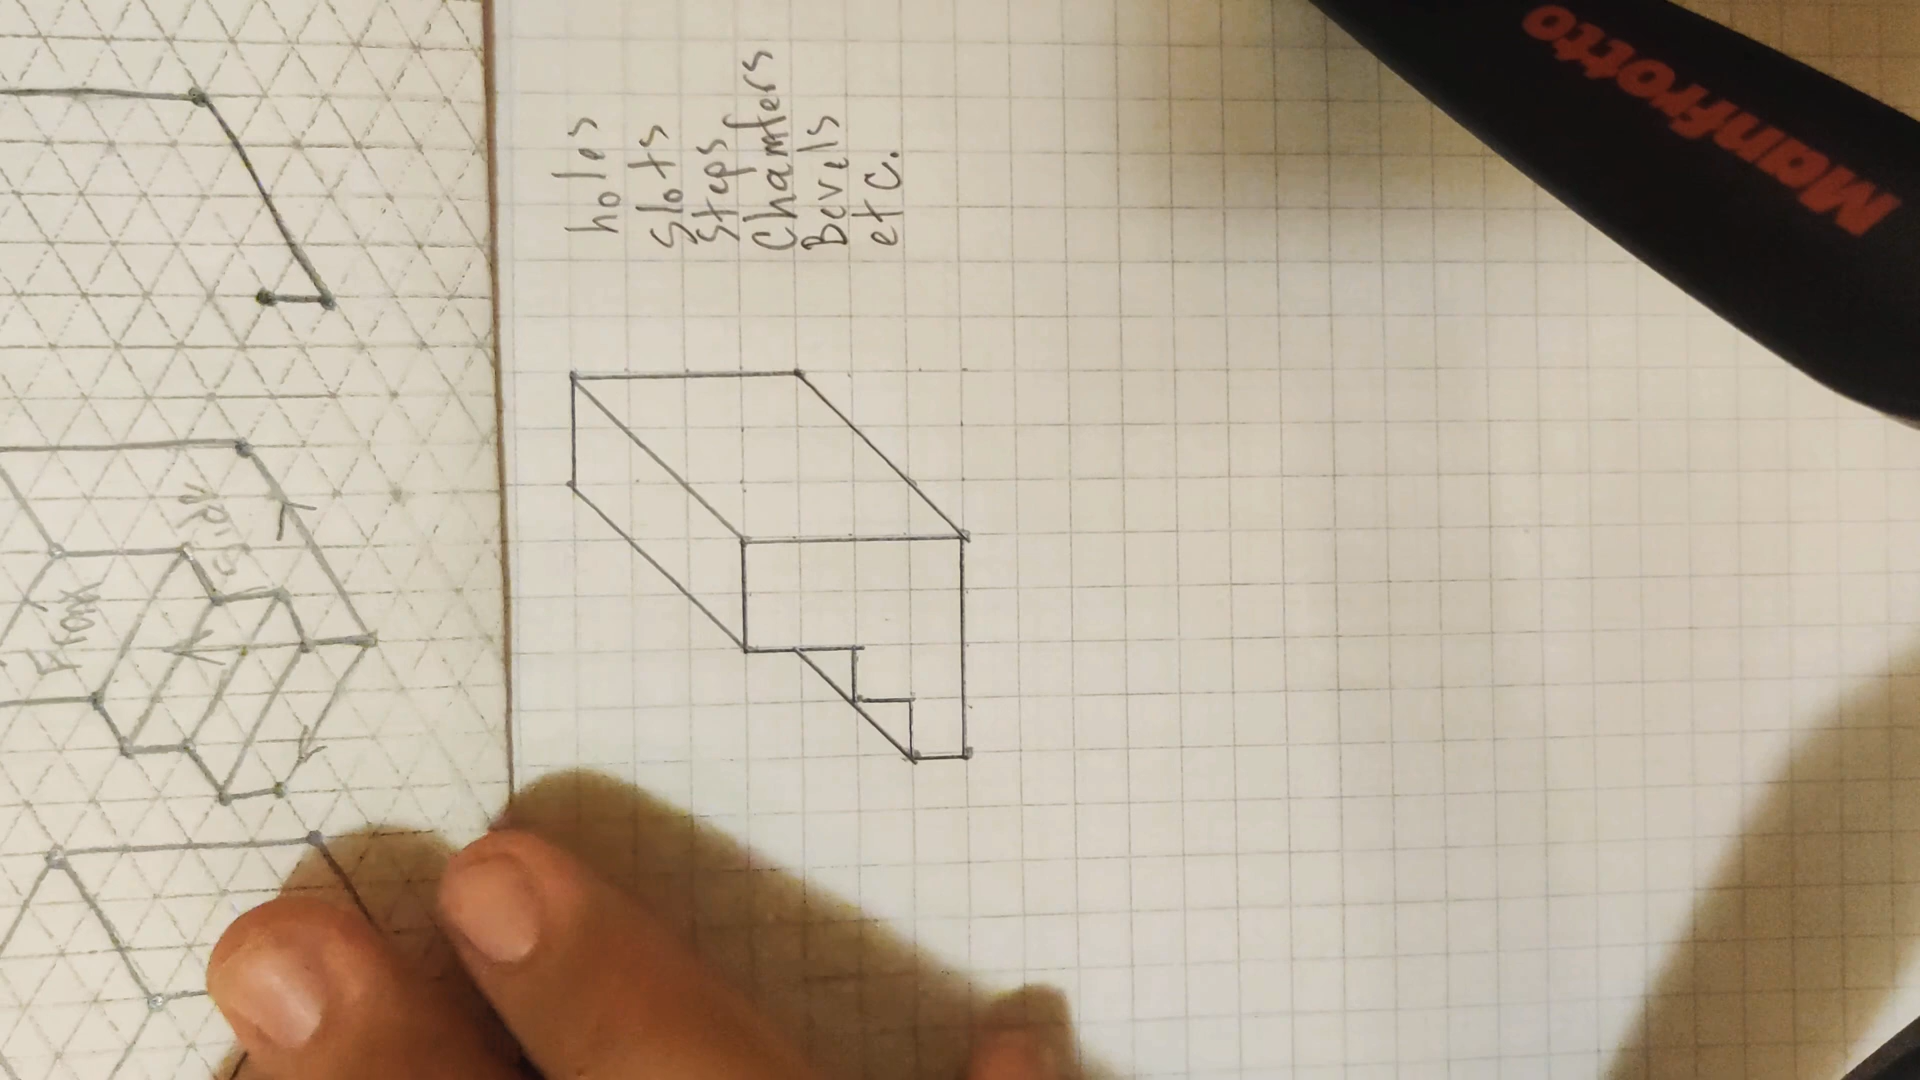 holes
Slots
Steps
Chamfers
Bevels
etc.
Front
Side
Manfrotto